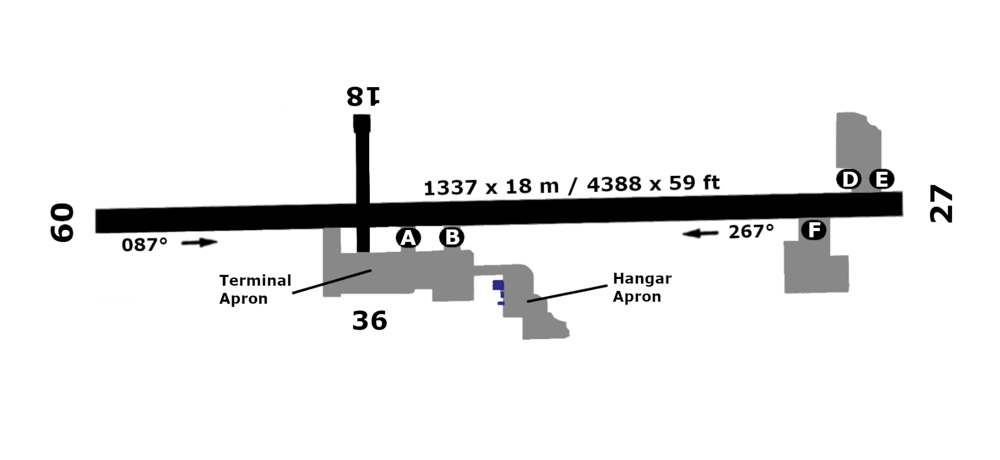 18
1337 x 18 m / 4388 x 59 ft
D E
27
09
087°
A B
267°
F
Terminal
Apron
Hangar
Apron
36